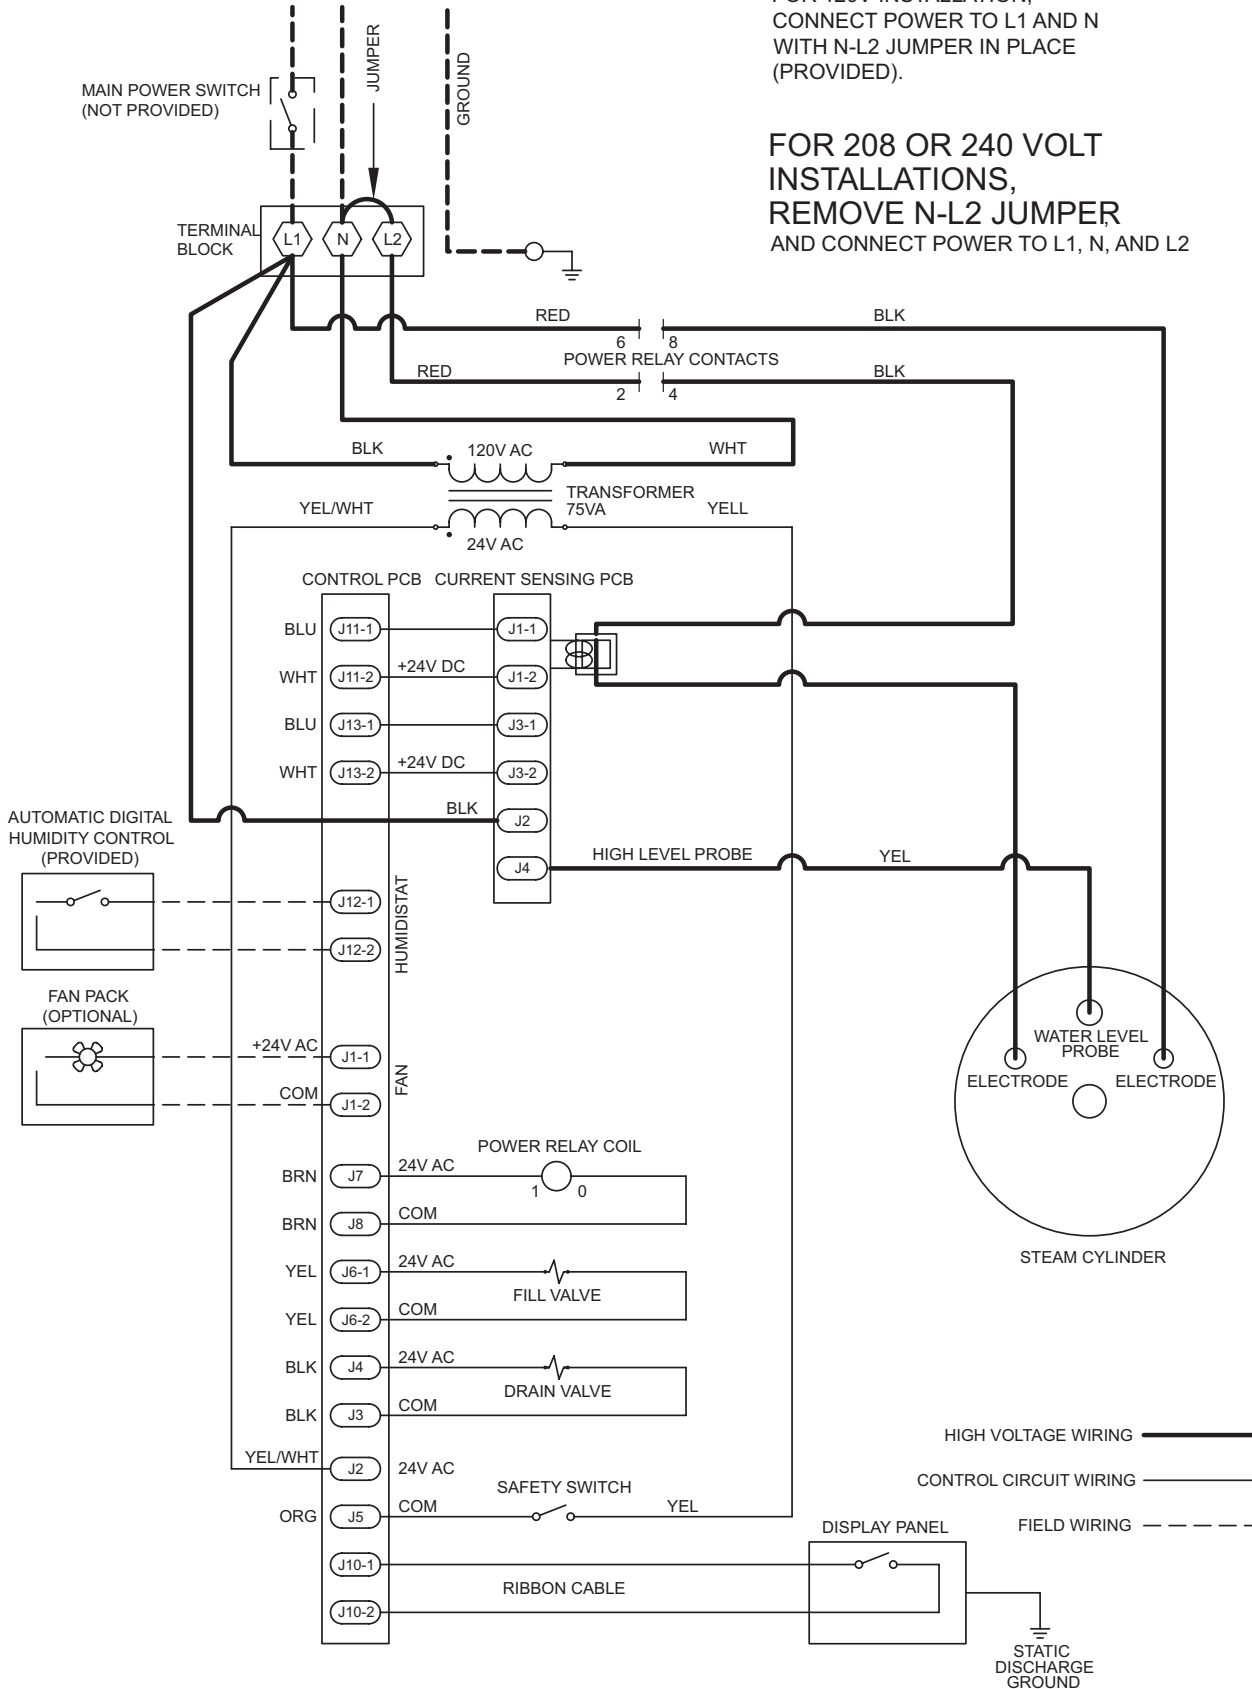 FOR 120V INSTALLATION,
CONNECT POWER TO L1 AND N
WITH N-L2 JUMPER IN PLACE
(PROVIDED).
JUMPER
GROUND
MAIN POWER SWITCH
(NOT PROVIDED)
FOR 208 OR 240 VOLT
INSTALLATIONS,
REMOVE N-L2 JUMPER,
AND CONNECT POWER TO L1, N, AND L2
TERMINAL
BLOCK
L1
N
L2
RED
BLK
6
8
POWER RELAY CONTACTS
RED
BLK
2
4
BLK
120V AC
WHT
TRANSFORMER
75VA
YEL/WHT
YELL
24V AC
CONTROL PCB
CURRENT SENSING PCB
BLU
J11-1
J1-1
WHT
J11-2
+24V DC
J1-2
BLU
J13-1
J3-1
WHT
J13-2
+24V DC
J3-2
BLK
J2
AUTOMATIC DIGITAL
HUMIDITY CONTROL
(PROVIDED)
HIGH LEVEL PROBE
YEL
J4
J12-1
HUMIDISTAT
J12-2
FAN PACK
(OPTIONAL)
+24V AC
J1-1
FAN
COM
J1-2
WATER LEVEL
PROBE
ELECTRODE
ELECTRODE
STEAM CYLINDER
POWER RELAY COIL
BRN
J7
24V AC
1
0
BRN
J8
COM
YEL
J6-1
24V AC
FILL VALVE
YEL
J6-2
COM
BLK
J4
24V AC
DRAIN VALVE
BLK
J3
COM
YEL/WHT
J2
24V AC
SAFETY SWITCH
ORG
J5
COM
YEL
HIGH VOLTAGE WIRING
CONTROL CIRCUIT WIRING
FIELD WIRING
DISPLAY PANEL
J10-1
RIBBON CABLE
J10-2
STATIC
DISCHARGE
GROUND